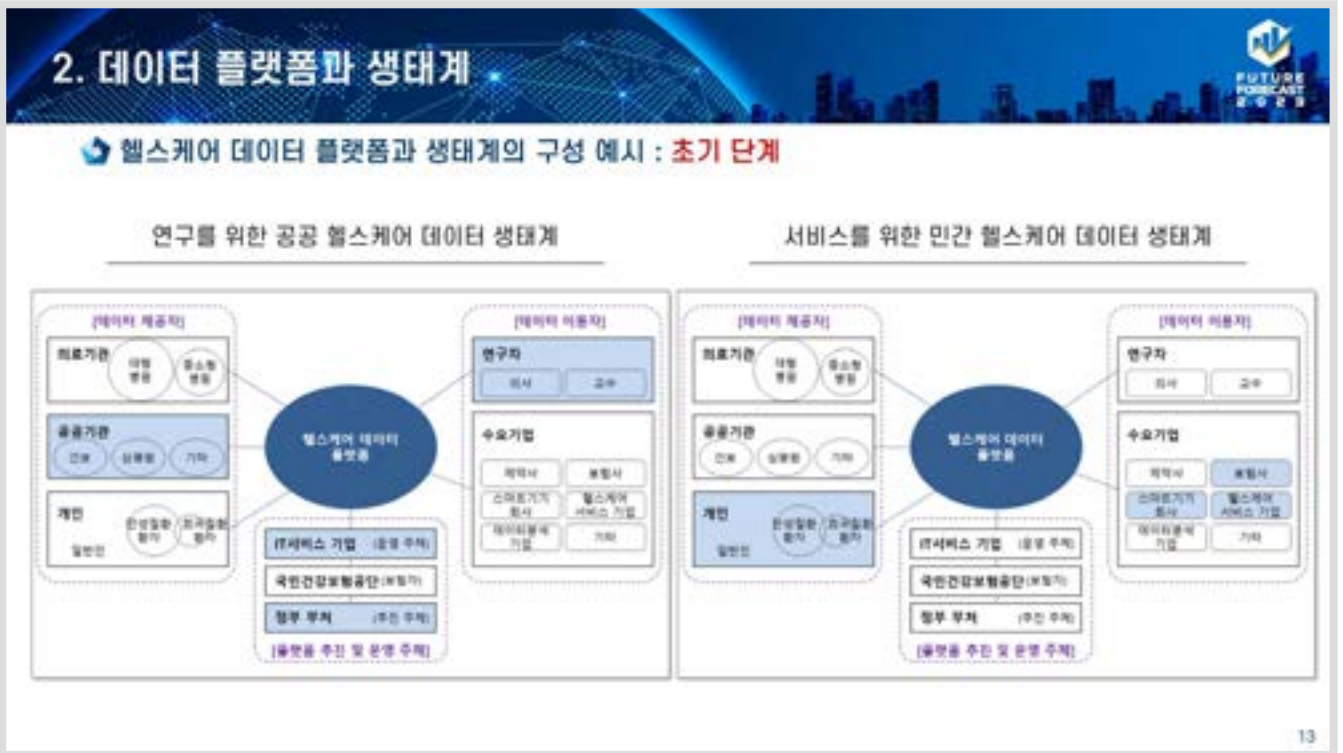 2. 데이터 플랫폼과 생태계
FUTURE
FORECAST
2023
헬스케어 데이터 플랫폼과 생태계의 구성 예시 : 초기 단계
연구를 위한 공공 헬스케어 데이터 생태계
[데이터 제공자]
의료기관
대형
병원
중소형
병원
공공기관
건보
심평원
기타
개인
만성질환
환자
희귀질환
환자
일반인
헬스케어 데이터
플랫폼
[데이터 이용자]
연구자
의사
교수
수요기업
제약사
보험사
스마트기기
회사
헬스케어
서비스 기업
데이터분석
기업
기타
IT서비스 기업 (운영 주체)
국민건강보험공단(보험자)
정부 부처 (추진 주체)
[플랫폼 추진 및 운영 주체]
서비스를 위한 민간 헬스케어 데이터 생태계
[데이터 제공자]
의료기관
대형
병원
중소형
병원
공공기관
건보
심평원
기타
개인
만성질환
환자
희귀질환
환자
일반인
헬스케어 데이터
플랫폼
[데이터 이용자]
연구자
의사
교수
수요기업
제약사
보험사
스마트기기
회사
헬스케어
서비스 기업
데이터분석
기업
기타
IT서비스 기업 (운영 주체)
국민건강보험공단(보험자)
정부 부처 (추진 주체)
[플랫폼 추진 및 운영 주체]
13